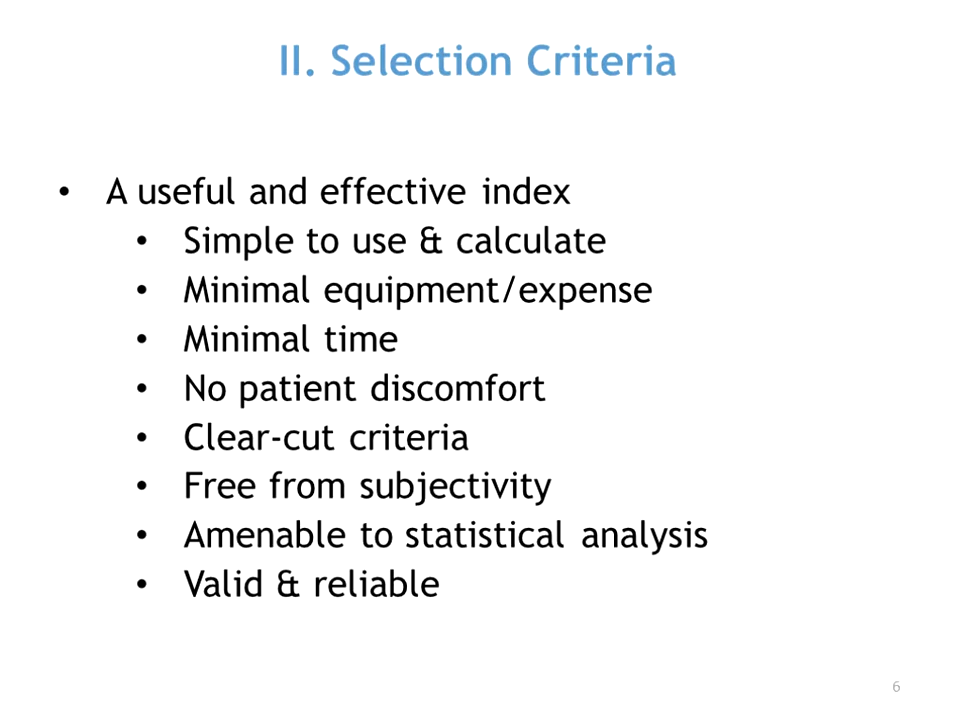 II. Selection Criteria
• A useful and effective index
• Simple to use & calculate
• Minimal equipment/expense
• Minimal time
• No patient discomfort
• Clear-cut criteria
• Free from subjectivity
• Amenable to statistical analysis
• Valid & reliable
6